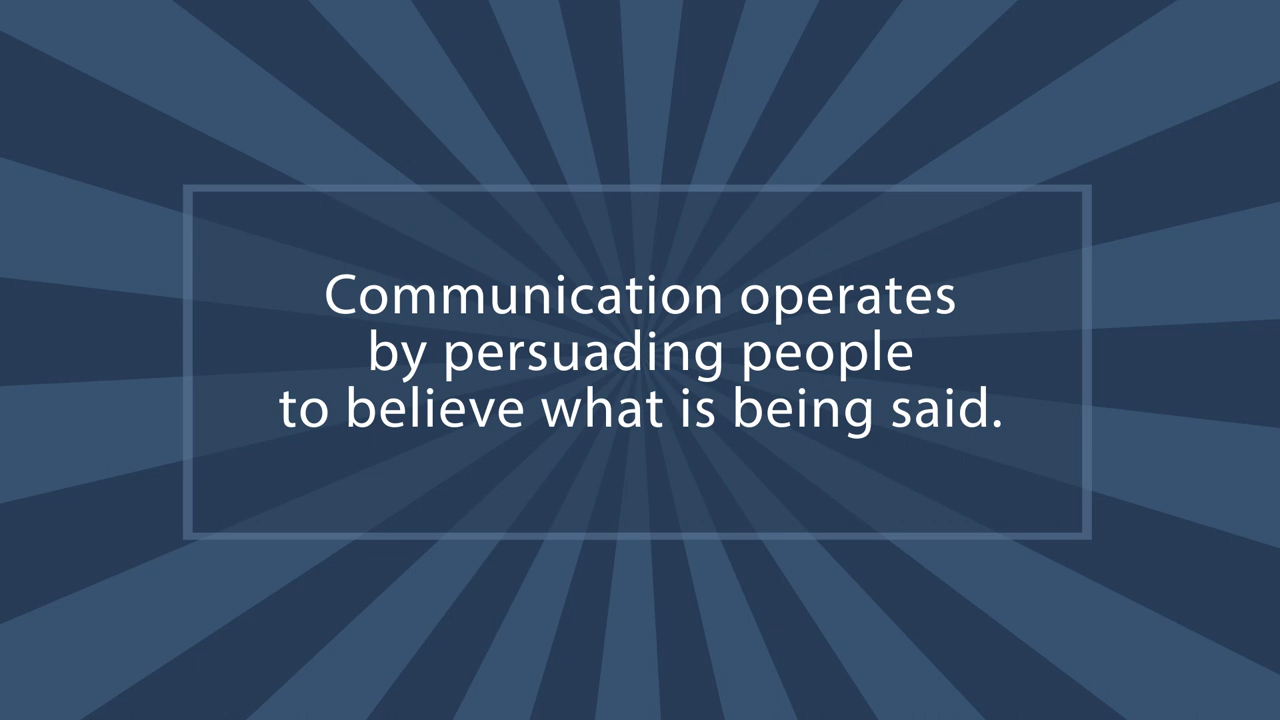 Communication operates
by persuading people
to believe what is being said.